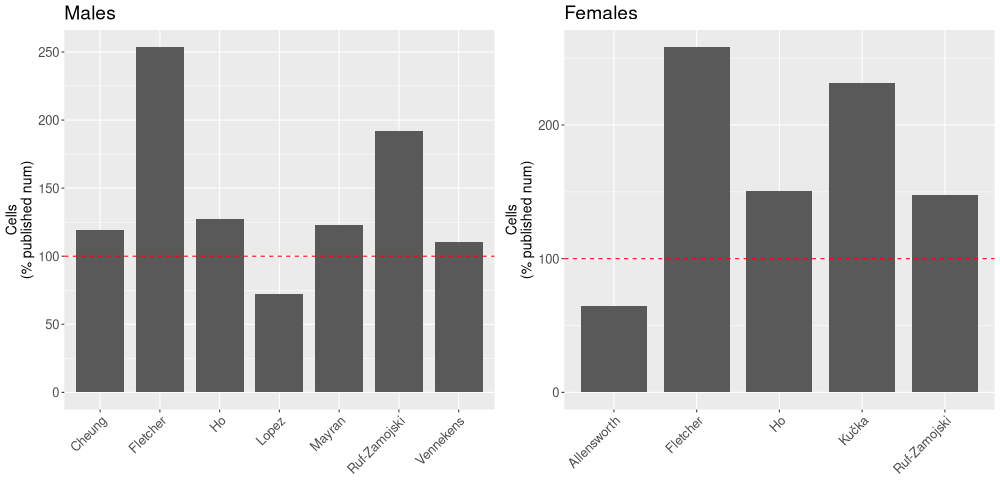 Males
Cells
(% published num)
250
200
150
100
50
0
Cheung
Fletcher
Ho
Lopez
Mayran
Ruf-Zamojski
Vennekens
Females
Cells
(% published num)
200
100
0
Allensworth
Fletcher
Ho
Kučka
Ruf-Zamojski